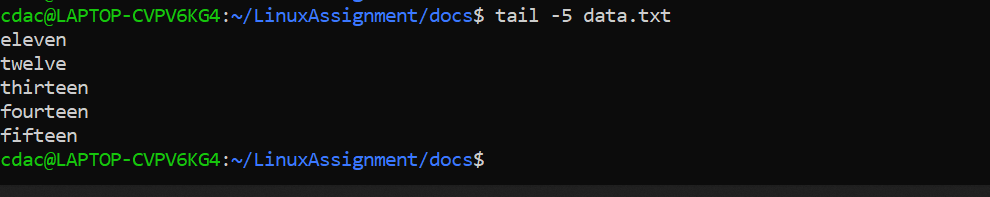 cdac@LAPTOP-CVPV6KG4:~/LinuxAssignment/docs$ tail -5 data.txt
eleven
twelve
thirteen
fourteen
fifteen
cdac@LAPTOP-CVPV6KG4:~/LinuxAssignment/docs$